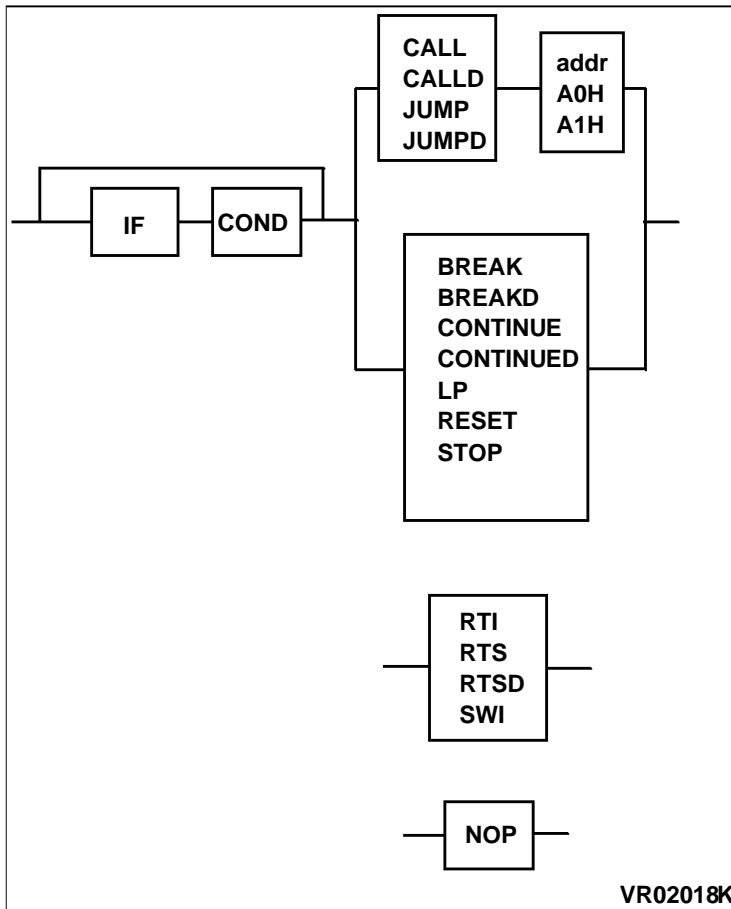 CALL
CALLD
JUMP
JUMPD
addr
A0H
A1H
IF
COND
BREAK
BREAKD
CONTINUE
CONTINUED
LP
RESET
STOP
RTI
RTS
RTSD
SWI
NOP
VR02018K